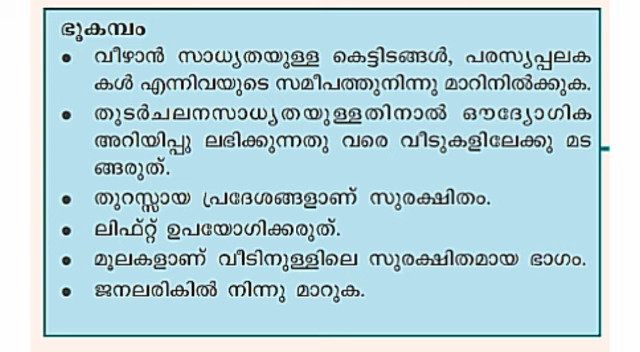 ഭൂകമ്പം
• വീഴാൻ സാധ്യതയുള്ള കെട്ടിടങ്ങൾ, പരസ്യപ്പലക
കൾ എന്നിവയുടെ സമീപത്തുനിന്നു മാറിനിൽക്കുക.
• തുടർചലനസാധ്യതയുള്ളതിനാൽ ഔദ്യോഗിക
അറിയിപ്പു ലഭിക്കുന്നതു വരെ വീടുകളിലേക്കു മട
ങ്ങരുത്.
• തുറസ്സായ പ്രദേശങ്ങളാണ് സുരക്ഷിതം.
• ലിഫ്റ്റ് ഉപയോഗിക്കരുത്.
• മൂലകളാണ് വീടിനുള്ളിലെ സുരക്ഷിതമായ ഭാഗം.
• ജനലരികിൽ നിന്നു മാറുക.